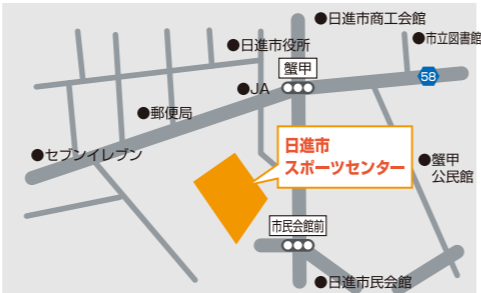 ●日進市商工会館
●日進市役所
●市立図書館
蟹甲
58
●JA
●郵便局
●セブンイレブン
日進市
スポーツセンター
●蟹甲
公民館
市民会館前
●日進市民会館